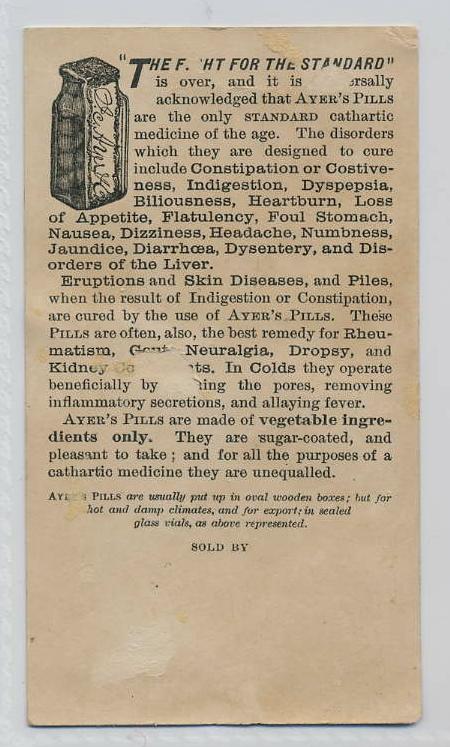 "THE F HT FOR THE STANDARD"
is over, and it is
acknowledged that AYER'S PILLS
are the only STANDARD cathartic
medicine of the age. The disorders
which they are designed to cure
include Constipation or Costive-
ness, Indigestion, Dyspepsia,
Biliousness, Heartburn, Loss
of Appetite, Flatulency, Foul Stomach,
Nausea, Dizziness, Headache, Numbness,
Jaundice, Diarrhœa, Dysentery, and Dis-
orders of the Liver.
Eruptions and Skin Diseases, and Piles,
when the result of Indigestion or Constipation,
are cured by the use of AYER'S PILLS. These
PILLS are often, also, the best remedy for Rheu-
matism, Gout, Neuralgia, Dropsy, and
Kidney ts. In Colds they operate
beneficially by ning the pores, removing
inflammatory secretions, and allaying fever.
AYER'S PILLS are made of vegetable ingre-
dients only. They are sugar-coated, and
pleasant to take; and for all the purposes of a
cathartic medicine they are unequalled.
AYER'S PILLS are usually put up in oval wooden boxes; but for
hot and damp climates, and for export; in sealed
glass vials, as above represented.
SOLD BY